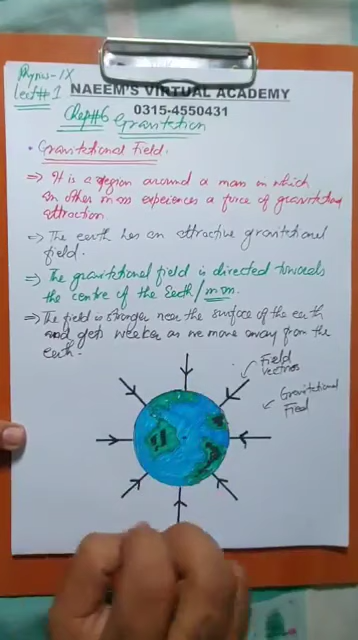 Phy IX
Lect# 1
NAEEM'S VIRTUAL ACADEMY
0315-4550431
Chap#6 Gravitation
• Gravitational Field.
⇒ It is a region around a mass in which
an other mass experiences a force of gravitational
attraction.
⇒ The earth has an attractive gravitational
field.
⇒ The gravitational field is directed towards
the centre of the Earth/
⇒ The field is stronger near the surface of the earth
and gets weaker as we move away from the
earth.
Field
vectors
Gravitational
Field